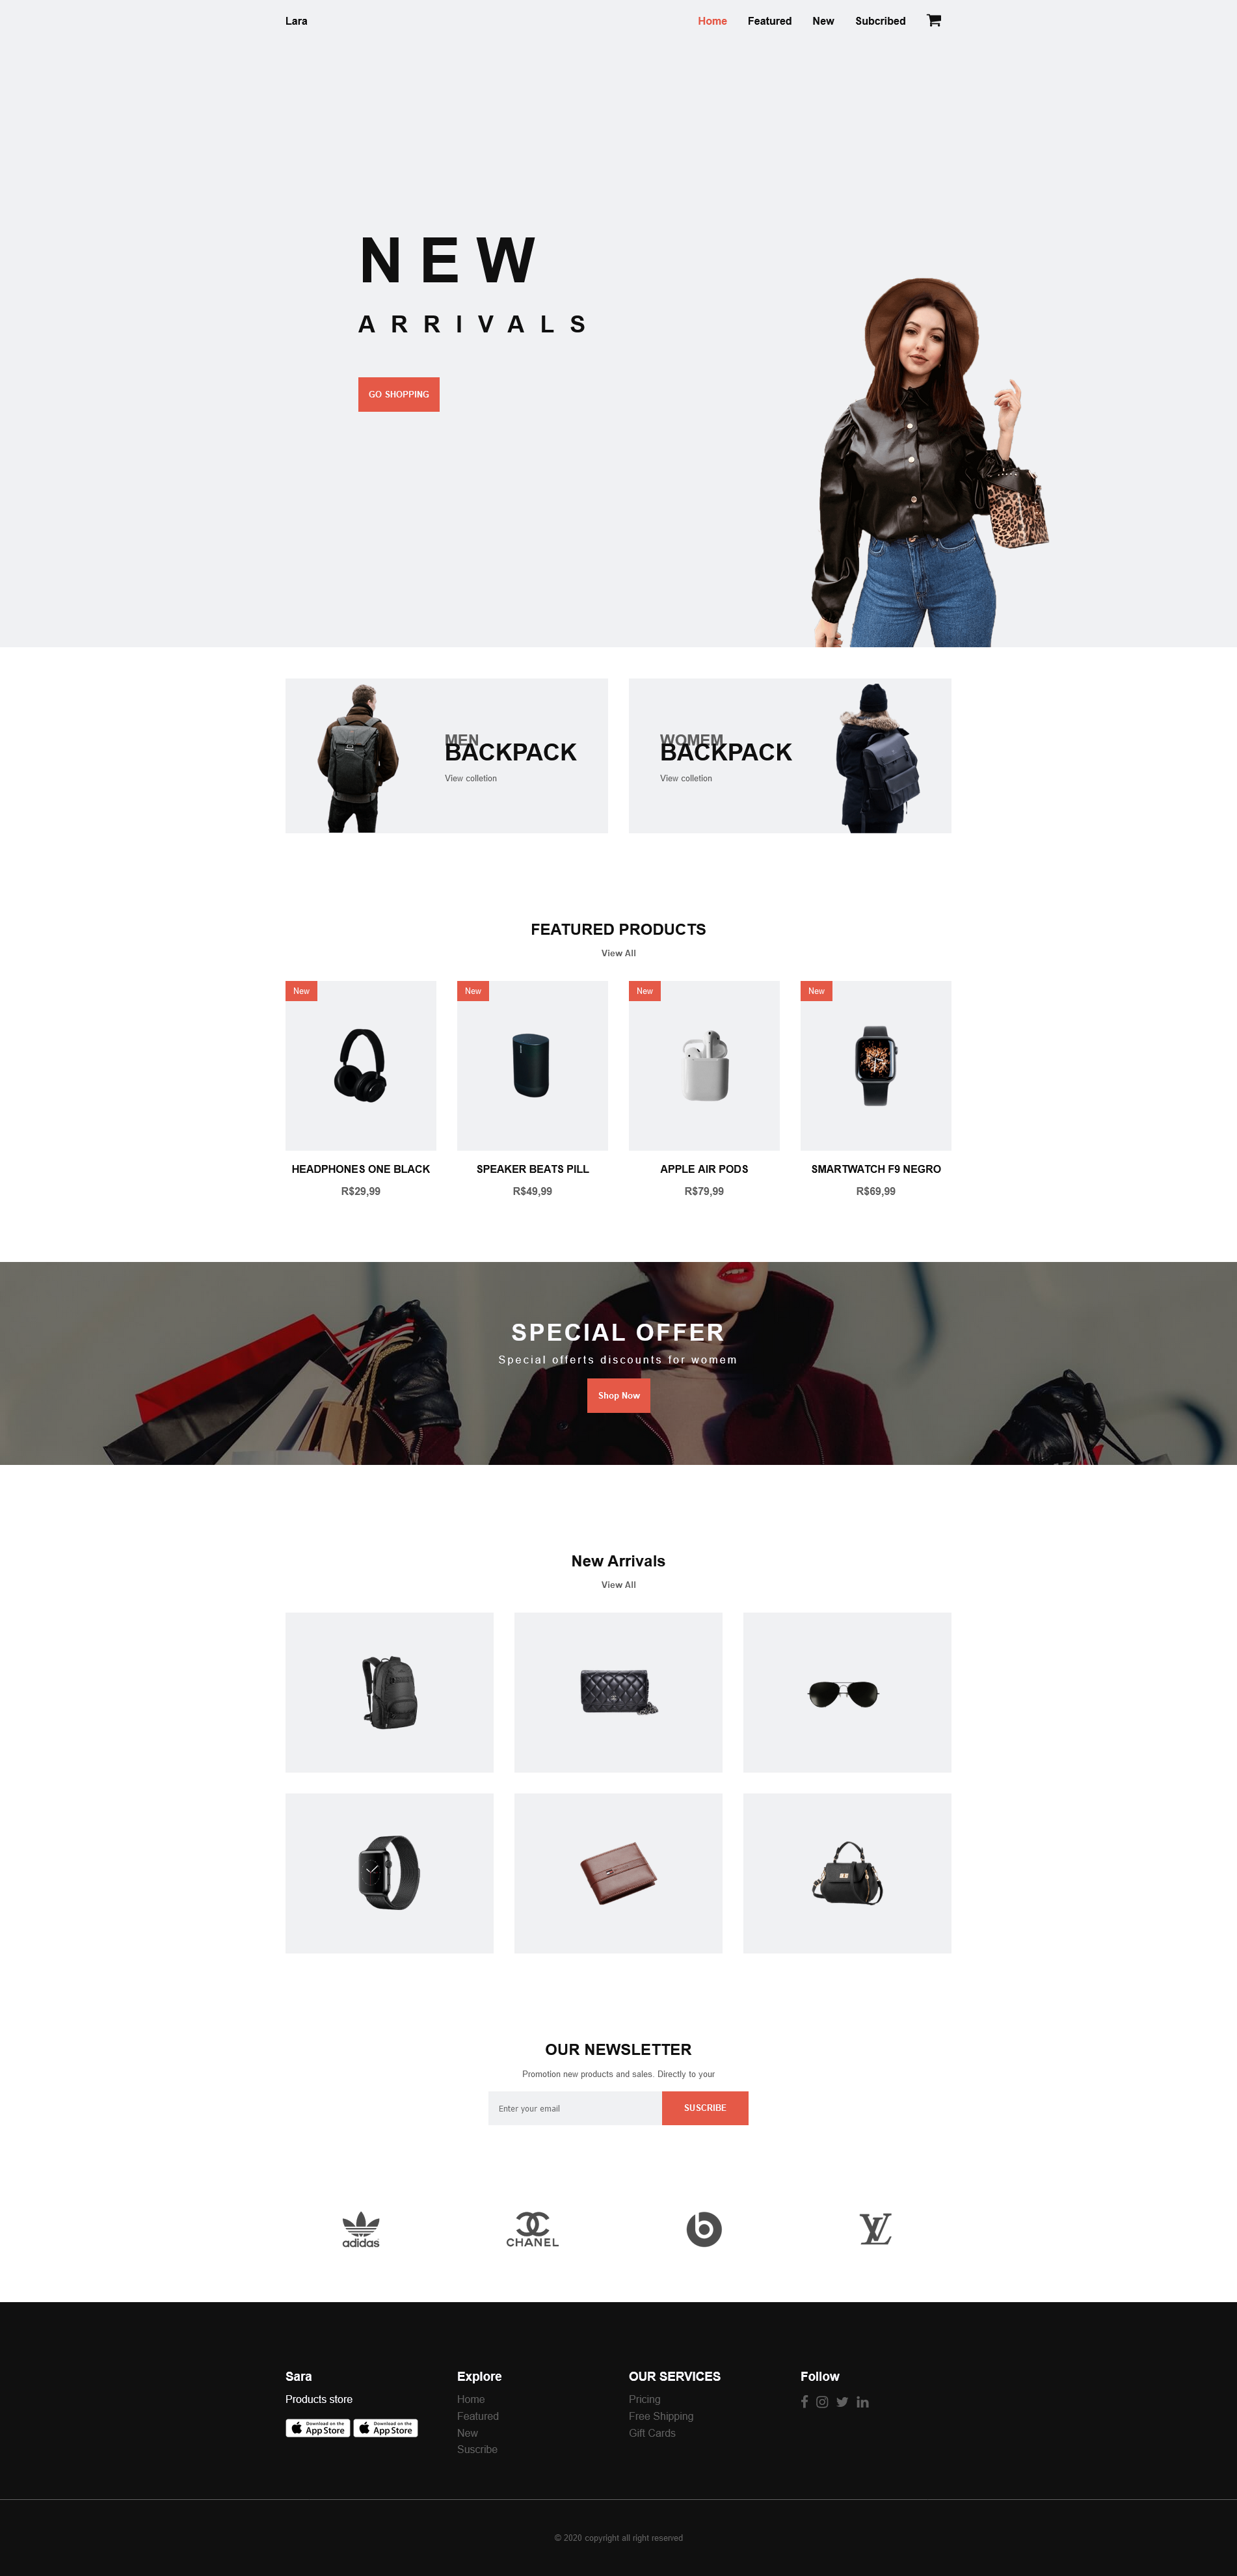 Lara
Home Featured New Subcribed
NEW
ARRIVALS
GO SHOPPING
MEN
BACKPACK
View colletion
WOMEM
BACKPACK
View colletion
FEATURED PRODUCTS
View All
New
New
New
New
HEADPHONES ONE BLACK
R$29,99
SPEAKER BEATS PILL
R$49,99
APPLE AIR PODS
R$79,99
SMARTWATCH F9 NEGRO
R$69,99
SPECIAL OFFER
Special offerts discounts for women
Shop Now
New Arrivals
View All
OUR NEWSLETTER
Promotion new products and sales. Directly to your
Enter your email
SUSCRIBE
adidas
CHANEL
b
LV
Sara
Products store
Download on the
App Store
Download on the
App Store
Explore
Home
Featured
New
Suscribe
OUR SERVICES
Pricing
Free Shipping
Gift Cards
Follow
© 2020 copyright all right reserved